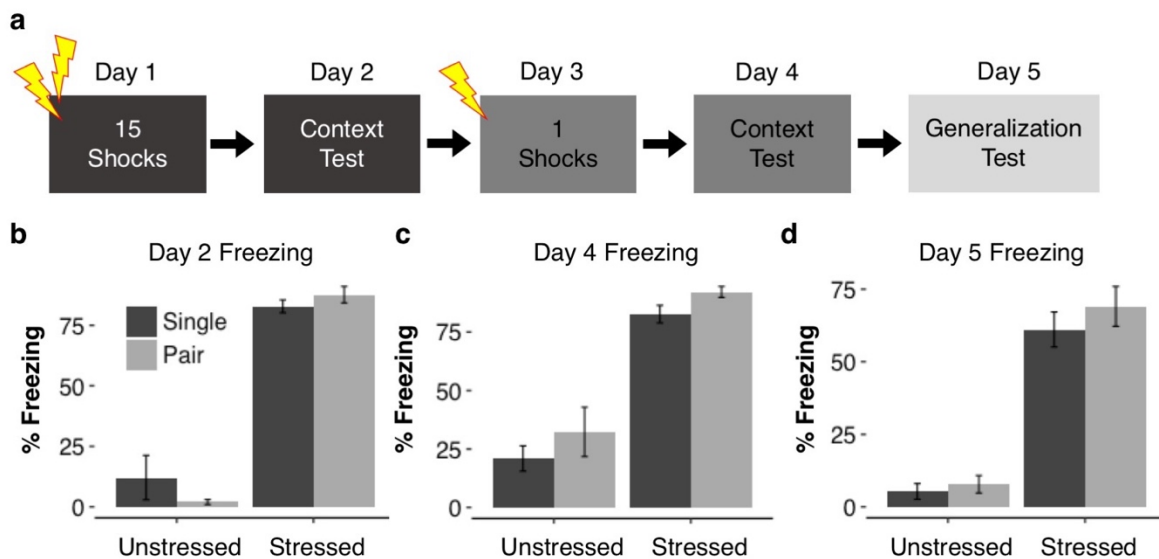 a
Day 1
Day 2
Day 3
Day 4
Day 5
15
Shocks
Context
Test
1
Shocks
Context
Test
Generalization
Test
b
Day 2 Freezing
% Freezing
75
50
25
0
Single
Pair
Unstressed
Stressed
c
Day 4 Freezing
% Freezing
75
50
25
0
Unstressed
Stressed
d
Day 5 Freezing
% Freezing
75
50
25
0
Unstressed
Stressed